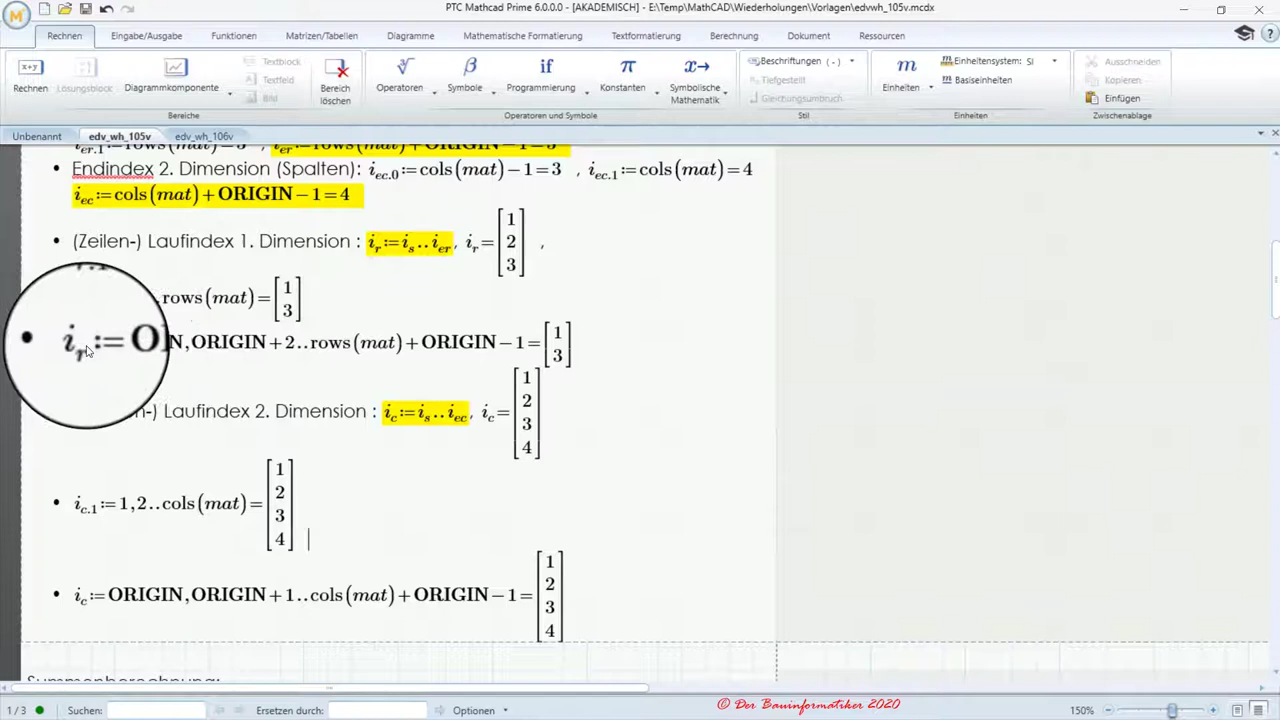 PTC Mathcad Prime 6.0.0.0 - [AKADEMISCH] - E:\Temp\MathCAD\Wiederholungen\Vorlagen\edvwh_105v.mcdx
Rechnen Eingabe/Ausgabe Funktionen Matrizen/Tabellen Diagramme Mathematische Formatierung Textformatierung Berechnung Dokument Ressourcen
Rechnen Lösungsblock Diagrammkomponente Textblock Textfeld Bild Bereich löschen Operatoren Symbole Programmierung Konstanten Symbolische Mathematik Beschriftungen ( - ) Tiefgestellt Gleichungsumbruch Einheiten Einheitensystem: SI Basiseinheiten Ausschneiden Kopieren Einfügen
Bereiche Operatoren und Symbole Stil Einheiten Zwischenablage
Unbenannt edv_wh_105v edv_wh_106v
• Endindex 2. Dimension (Spalten): i_ec.0:=cols(mat)−1=3 , i_ec.1:=cols(mat)=4
i_ec:=cols(mat)+ORIGIN−1=4
• (Zeilen-) Laufindex 1. Dimension : i_r:=i_s..i_er, i_r=[1 2 3] ,
.rows(mat)=[1 3]
• i_r:=O N,ORIGIN+2..rows(mat)+ORIGIN−1=[1 3]
n-) Laufindex 2. Dimension : i_c:=i_s..i_ec, i_c=[1 2 3 4]
• i_c.1:=1,2..cols(mat)=[1 2 3 4]
• i_c:=ORIGIN,ORIGIN+1..cols(mat)+ORIGIN−1=[1 2 3 4]
Summenberechnung:
1 / 3 Suchen: Ersetzen durch: Optionen © Der Bauinformatiker 2020 150%